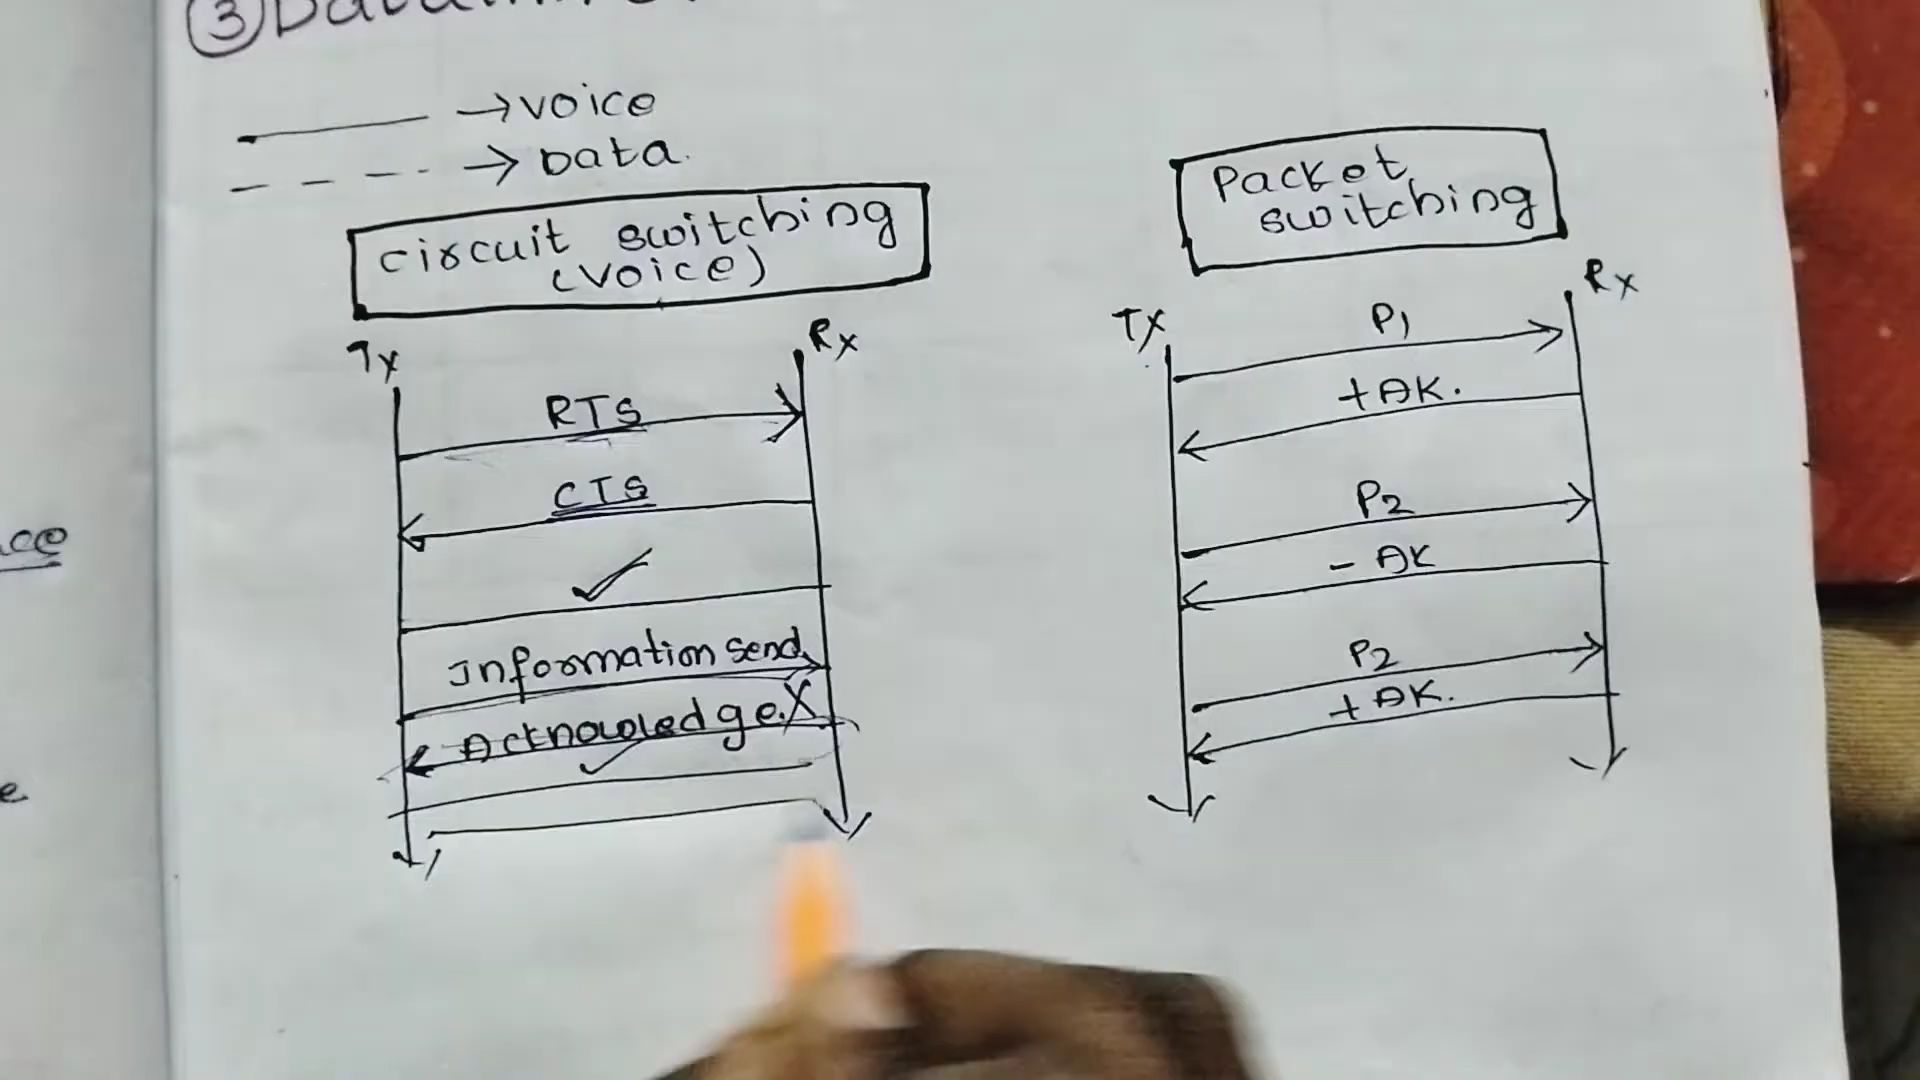 ③
→ voice
→ Data.
circuit switching
(voice)
Tx
Rx
RTS
CTS
✓
Information send
Acknowledge. X
✓
Packet
switching
Tx
Rx
P1
+ AK.
P2
- AK
P2
+ AK.